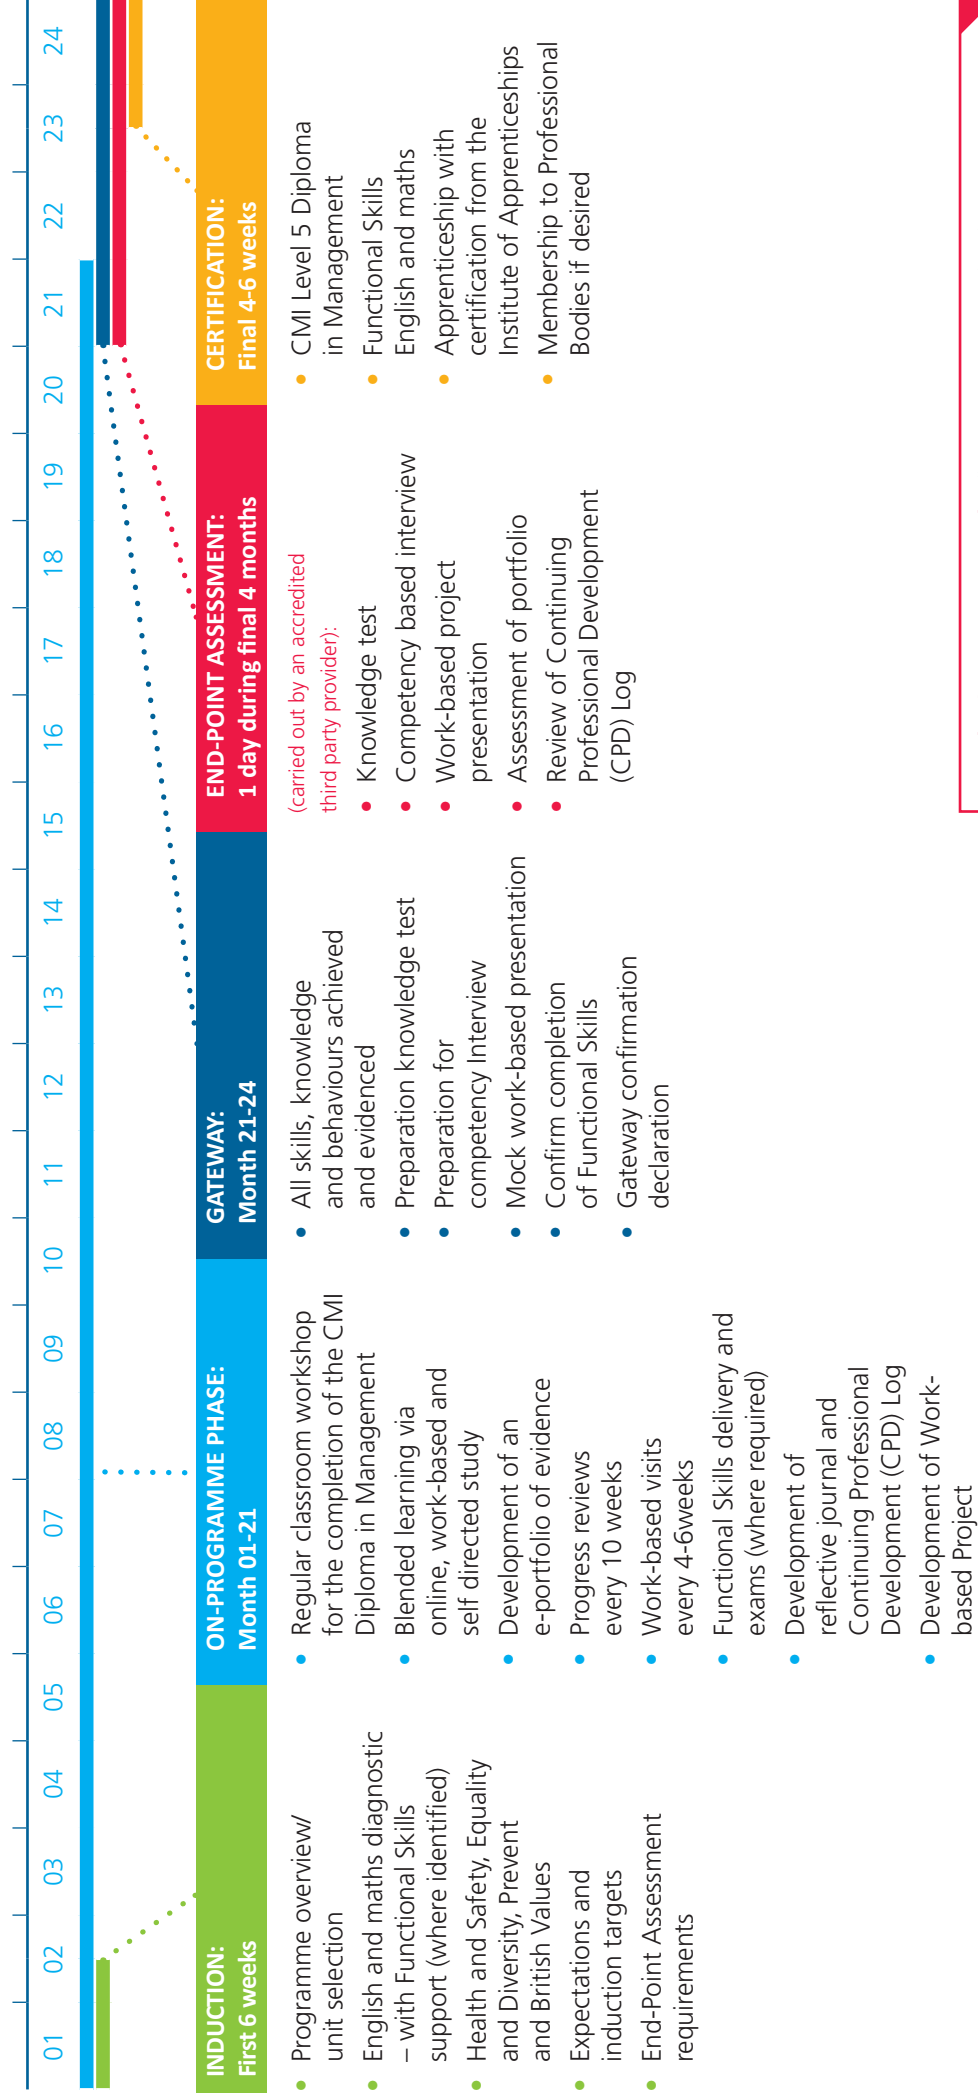 01 02 03 04 05 06 07 08 09 10 11 12 13 14 15 16 17 18 19 20 21 22 23 24
INDUCTION:
First 6 weeks
• Programme overview/
unit selection
• English and maths diagnostic
– with Functional Skills
support (where identified)
• Health and Safety, Equality
and Diversity, Prevent
and British Values
• Expectations and
induction targets
• End-Point Assessment
requirements
ON-PROGRAMME PHASE:
Month 01-21
• Regular classroom workshop
for the completion of the CMI
Diploma in Management
• Blended learning via
online, work-based and
self directed study
• Development of an
e-portfolio of evidence
• Progress reviews
every 10 weeks
• Work-based visits
every 4-6weeks
• Functional Skills delivery and
exams (where required)
• Development of
reflective journal and
Continuing Professional
Development (CPD) Log
• Development of Work-
based Project
GATEWAY:
Month 21-24
• All skills, knowledge
and behaviours achieved
and evidenced
• Preparation knowledge test
• Preparation for
competency Interview
• Mock work-based presentation
• Confirm completion
of Functional Skills
• Gateway confirmation
declaration
END-POINT ASSESSMENT:
1 day during final 4 months
(carried out by an accredited
third party provider):
• Knowledge test
• Competency based interview
• Work-based project
presentation
• Assessment of portfolio
• Review of Continuing
Professional Development
(CPD) Log
CERTIFICATION:
Final 4-6 weeks
• CMI Level 5 Diploma
in Management
• Functional Skills
English and maths
• Apprenticeship with
certification from the
Institute of Apprenticeships
• Membership to Professional
Bodies if desired